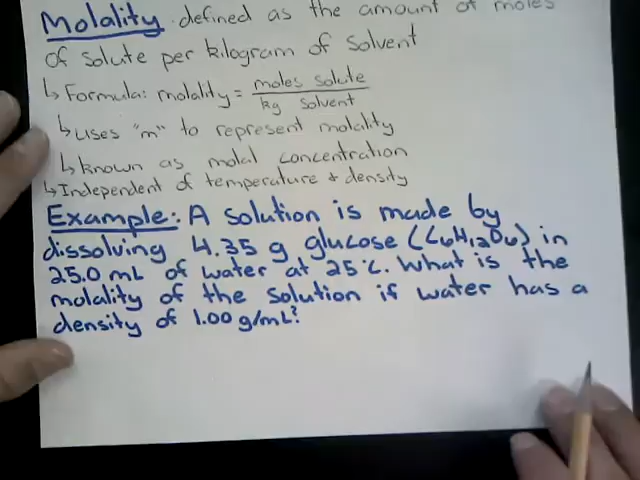 Molality: defined as the amount of moles
of solute per kilogram of solvent
↳ Formula: molality = moles solute / kg solvent
↳ Uses "m" to represent molality
↳ Known as molal concentration
↳ Independent of temperature & density
Example: A solution is made by
dissolving 4.35 g glucose (C₆H₁₂O₆) in
25.0 mL of water at 25°C. What is the
molality of the solution if water has a
density of 1.00 g/mL?